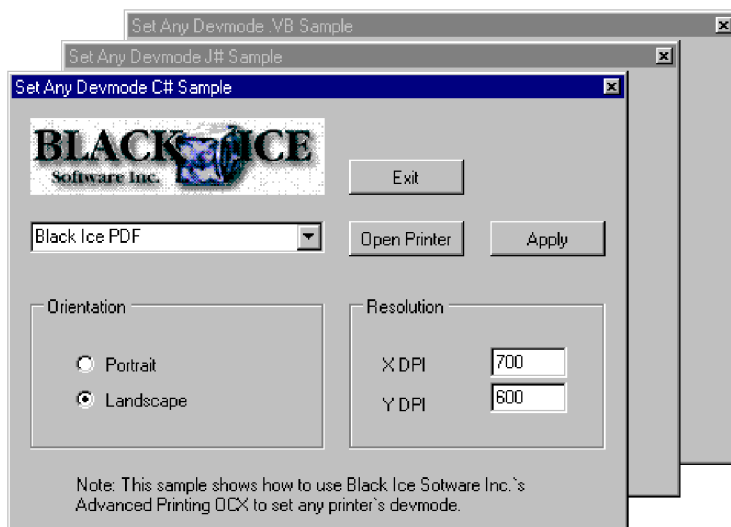 Set Any Devmode .VB Sample
Set Any Devmode J# Sample
Set Any Devmode C# Sample
BLACK ICE
Software Inc.
Exit
Black Ice PDF
Open Printer
Apply
Orientation
Portrait
Landscape
Resolution
X DPI
700
Y DPI
600
Note: This sample shows how to use Black Ice Sotware Inc.`s
Advanced Printing OCX to set any printer`s devmode.